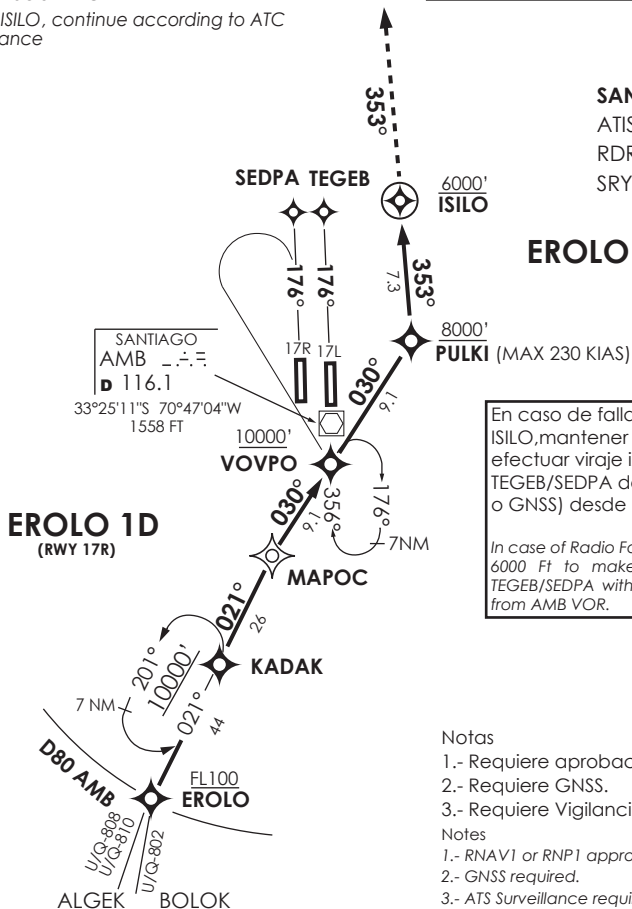 ISILO, continue according to ATC
ance
353°
SAN
ATIS
RDR
SRY
SEDPA TEGEB
6000'
ISILO
EROLO
176°
176°
7.3
353°
SANTIAGO
AMB
D 116.1
33°25'11"S 70°47'04"W
1558 FT
17R 17L
8000'
PULKI (MAX 230 KIAS)
030°
9.1
10000'
VOVPO
En caso de falla
ISILO,mantener
efectuar viraje i
TEGEB/SEDPA de
o GNSS) desde
In case of Radio Fa
6000 Ft to make
TEGEB/SEDPA with
from AMB VOR.
EROLO 1D
(RWY 17R)
030°
9.1
356°
176°
7NM
MAPOC
021°
26
KADAK
201°
10000'
7 NM
021°
44
D80 AMB
FL100
EROLO
U/Q-808
U/Q-810
U/Q-802
ALGEK BOLOK
Notas
1.- Requiere aprobac
2.- Requiere GNSS.
3.- Requiere Vigilanci
Notes
1.- RNAV1 or RNP1 appro
2.- GNSS required.
3.- ATS Surveillance requi